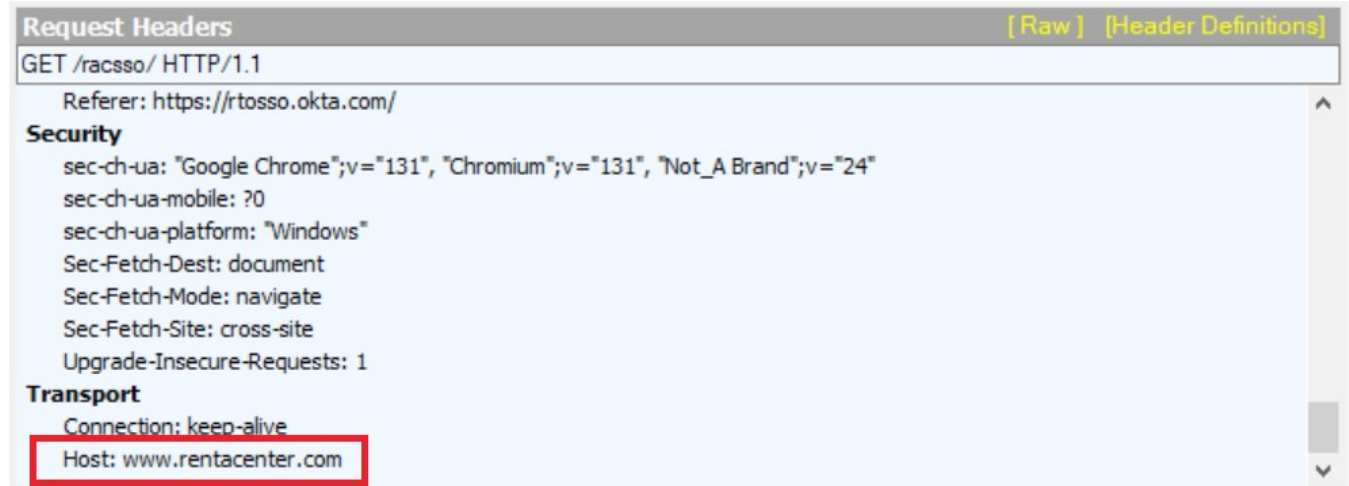 Request Headers [ Raw ] [Header Definitions]
GET /racsso/ HTTP/1.1
Referer: https://rtosso.okta.com/
Security
sec-ch-ua: "Google Chrome";v="131", "Chromium";v="131", "Not_A Brand";v="24"
sec-ch-ua-mobile: ?0
sec-ch-ua-platform: "Windows"
Sec-Fetch-Dest: document
Sec-Fetch-Mode: navigate
Sec-Fetch-Site: cross-site
Upgrade-Insecure-Requests: 1
Transport
Connection: keep-alive
Host: www.rentacenter.com